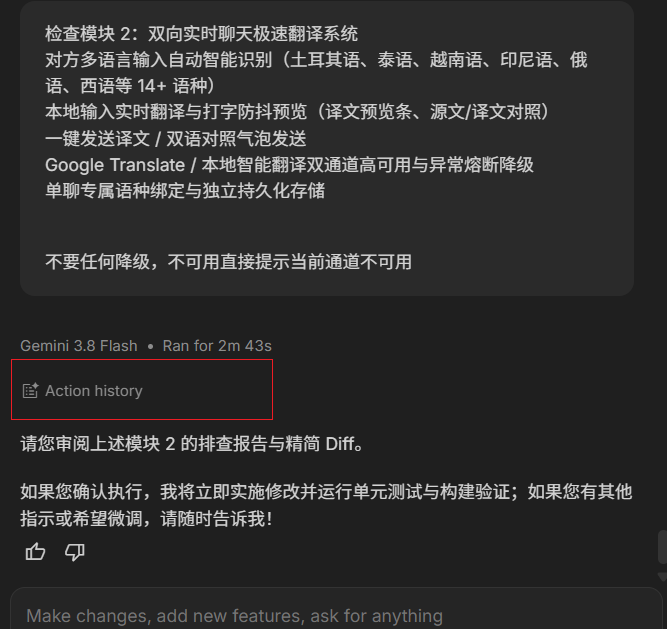 检查模块 2：双向实时聊天极速翻译系统
对方多语言输入自动智能识别（土耳其语、泰语、越南语、印尼语、俄
语、西语等 14+ 语种）
本地输入实时翻译与打字防抖预览（译文预览条、源文/译文对照）
一键发送译文 / 双语对照气泡发送
Google Translate / 本地智能翻译双通道高可用与异常熔断降级
单聊专属语种绑定与独立持久化存储
不要任何降级，不可用直接提示当前通道不可用
Gemini 3.8 Flash • Ran for 2m 43s
Action history
请您审阅上述模块 2 的排查报告与精简 Diff。
如果您确认执行，我将立即实施修改并运行单元测试与构建验证；如果您有其他
指示或希望微调，请随时告诉我！
Make changes, add new features, ask for anything